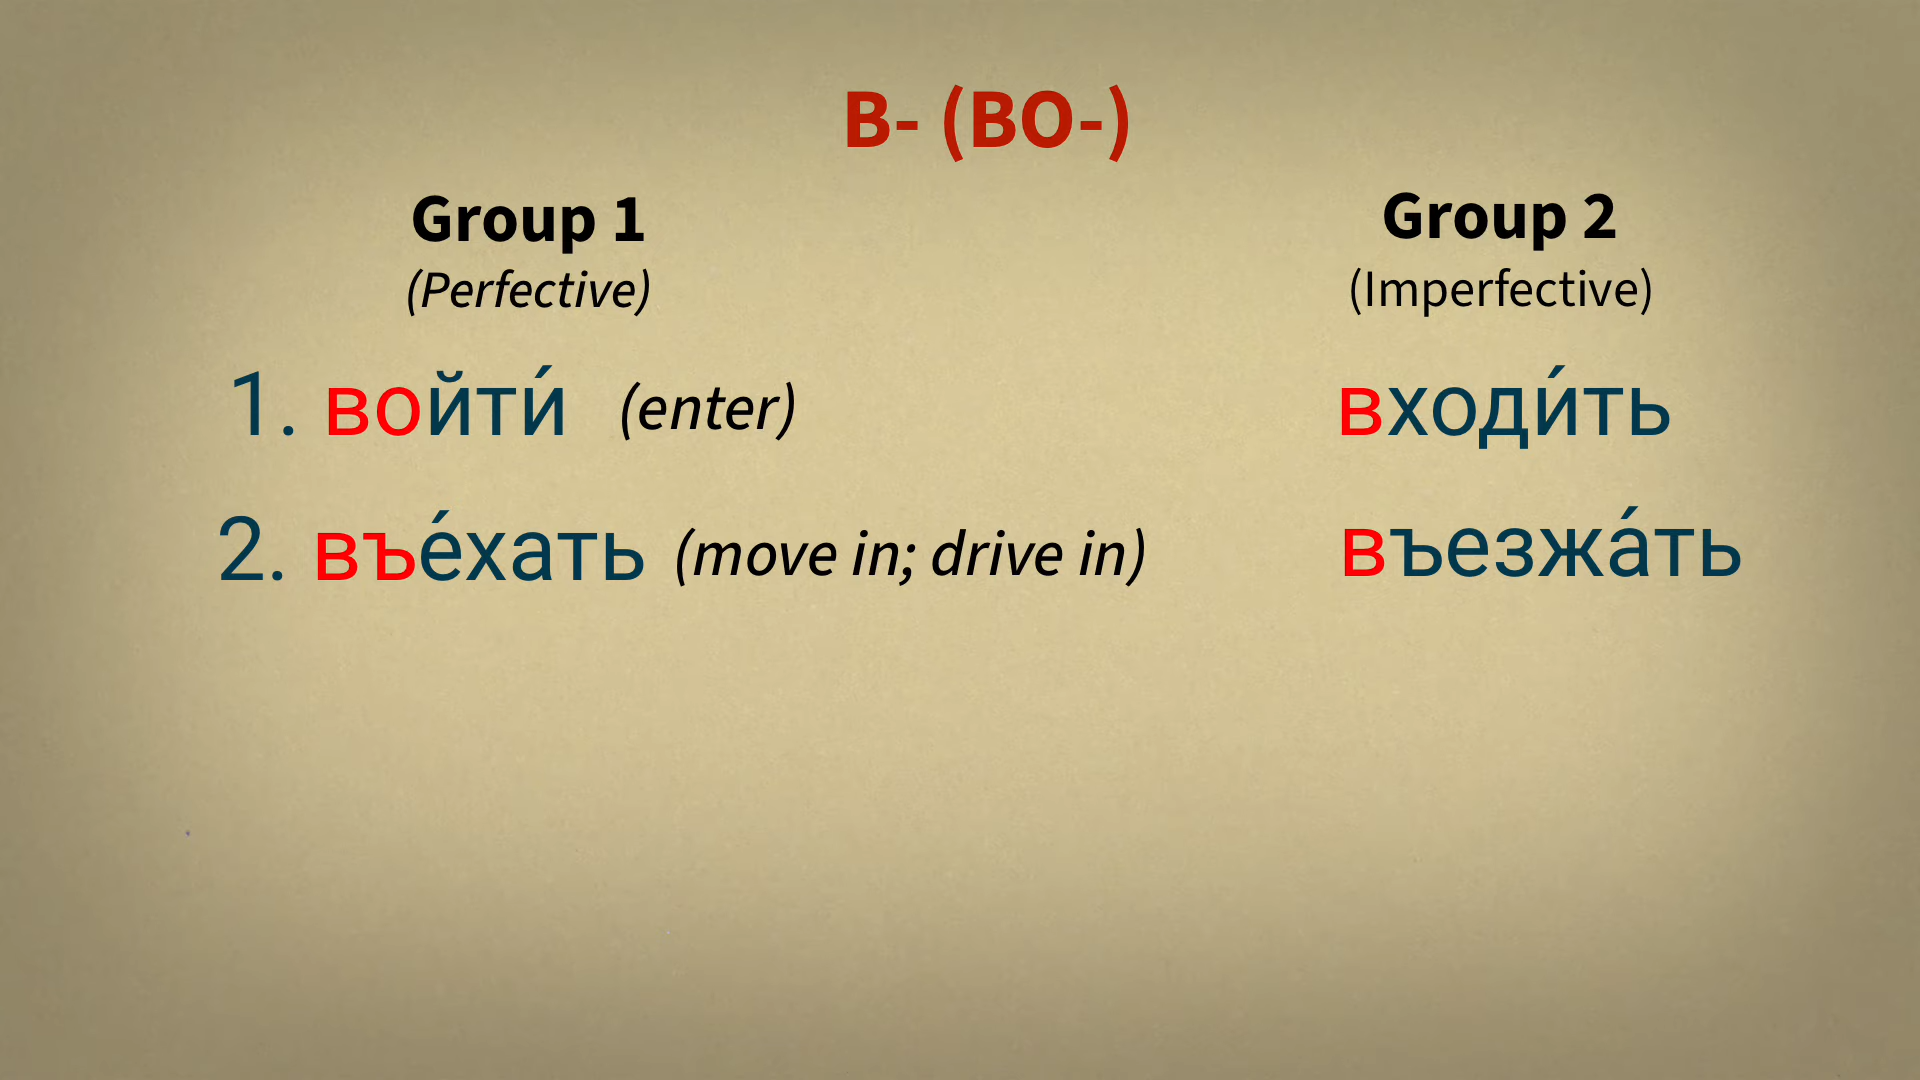 В- (ВО-)
Group 1
(Perfective)
Group 2
(Imperfective)
1. войти́ (enter)
входи́ть
2. въе́хать (move in; drive in)
въезжа́ть